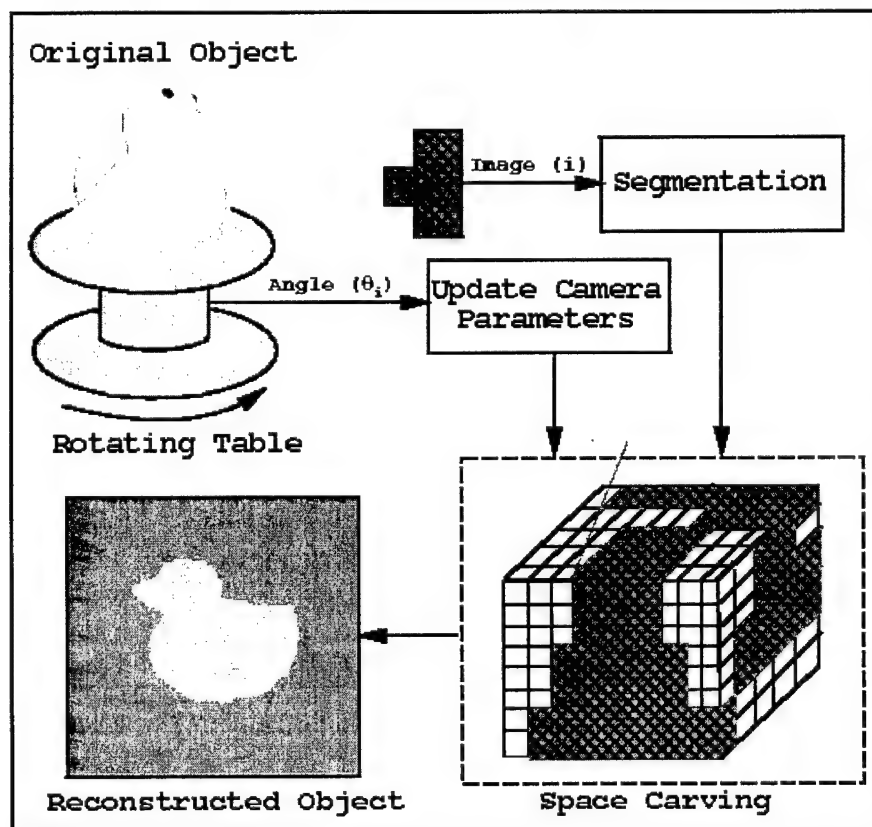 Original Object
Image (i)
Segmentation
Angle (θi)
Update Camera
Parameters
Rotating Table
Reconstructed Object
Space Carving